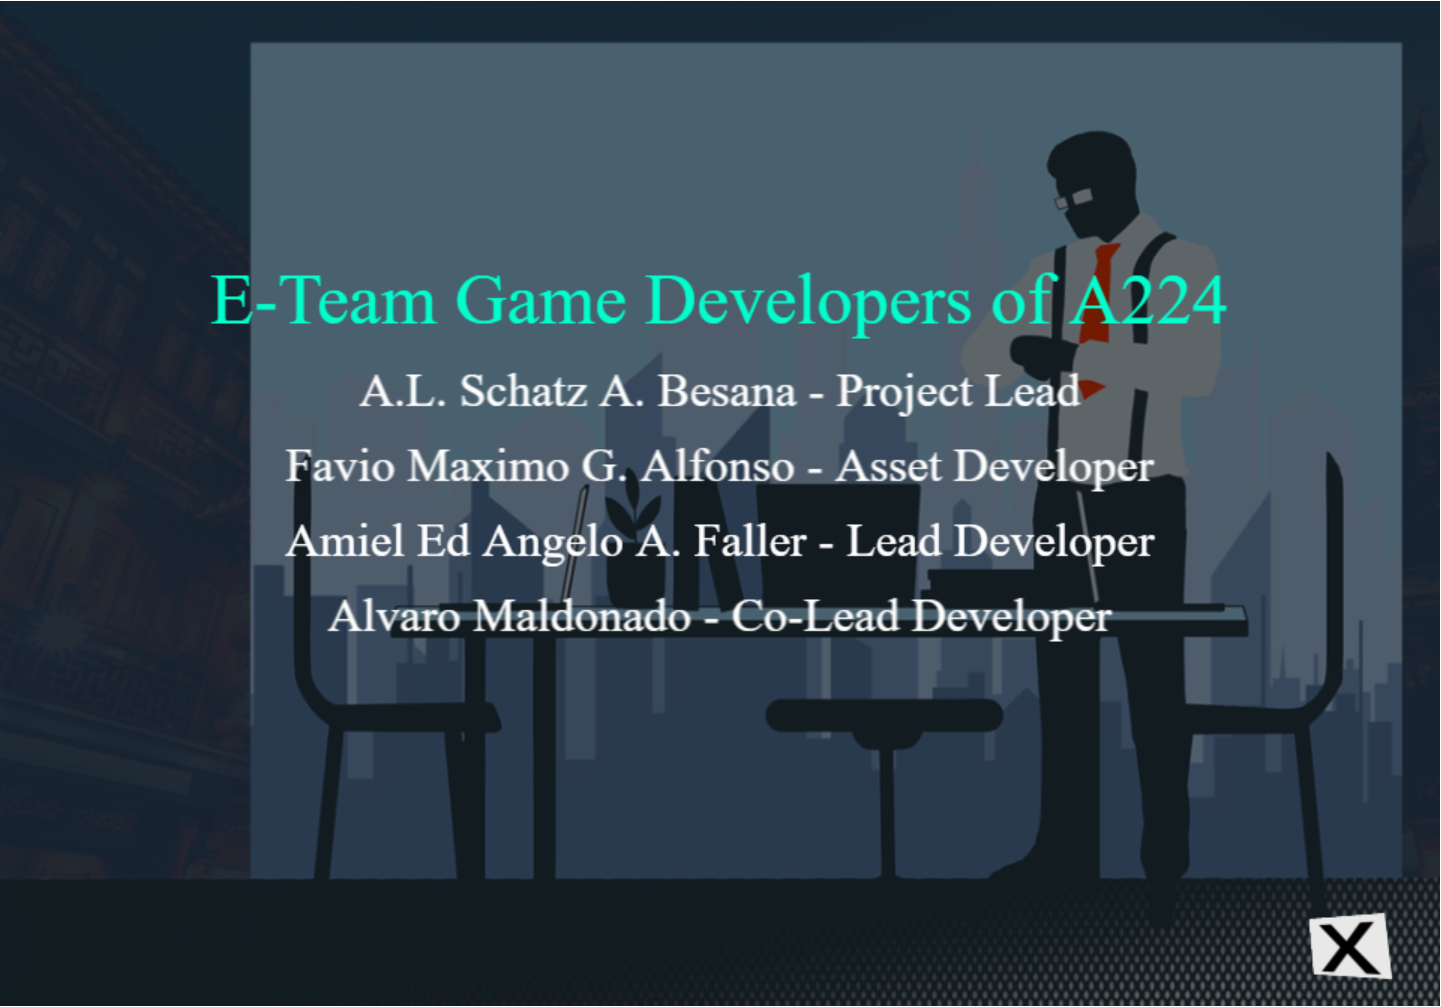 E-Team Game Developers of A224
A.L. Schatz A. Besana - Project Lead
Favio Maximo G. Alfonso - Asset Developer
Amiel Ed Angelo A. Faller - Lead Developer
Alvaro Maldonado - Co-Lead Developer
X